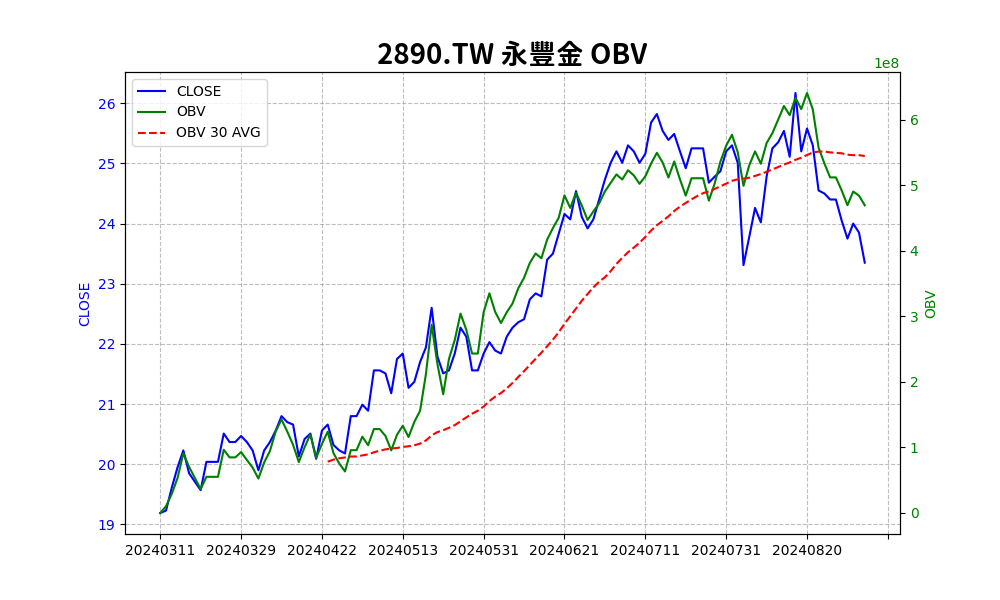 2890.TW 永豐金 OBV
1e8
CLOSE
OBV
OBV 30 AVG
26
25
24
23
22
21
20
19
CLOSE
6
5
4
3
2
1
0
OBV
20240311 20240329 20240422 20240513 20240531 20240621 20240711 20240731 20240820